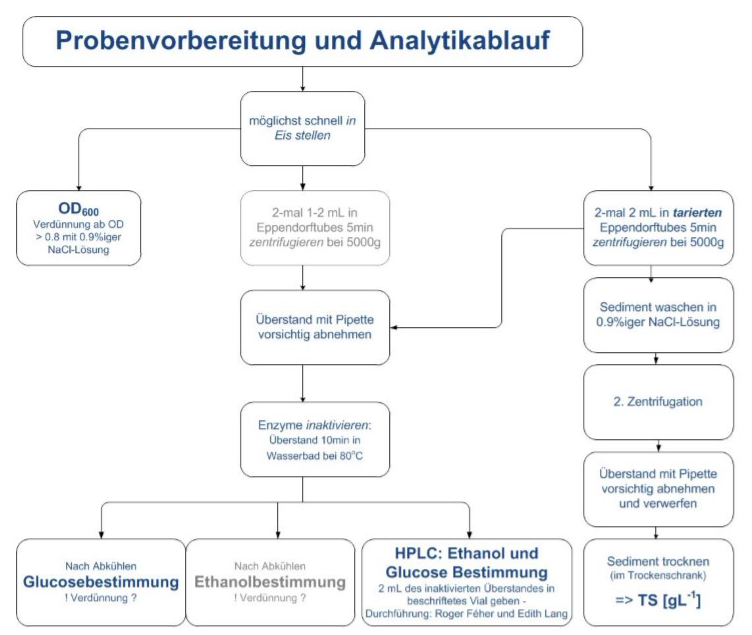 Probenvorbereitung und Analytikablauf
möglichst schnell in
Eis stellen
OD₆₀₀
Verdünnung ab OD
> 0.8 mit 0.9%iger
NaCl-Lösung
2-mal 1-2 mL in
Eppendorftubes 5min
zentrifugieren bei 5000g
2-mal 2 mL in tarierten
Eppendorftubes 5min
zentrifugieren bei 5000g
Überstand mit Pipette
vorsichtig abnehmen
Sediment waschen in
0.9%iger NaCl-Lösung
2. Zentrifugation
Enzyme inaktivieren:
Überstand 10min in
Wasserbad bei 80°C
Überstand mit Pipette
vorsichtig abnehmen
und verwerfen
Nach Abkühlen
Glucosebestimmung
! Verdünnung ?
Nach Abkühlen
Ethanolbestimmung
! Verdünnung ?
HPLC: Ethanol und
Glucose Bestimmung
2 mL des inaktivierten Überstandes in
beschriftetes Vial geben -
Durchführung: Roger Féher und Edith Lang
Sediment trocknen
(im Trockenschrank)
=> TS [gL⁻¹]